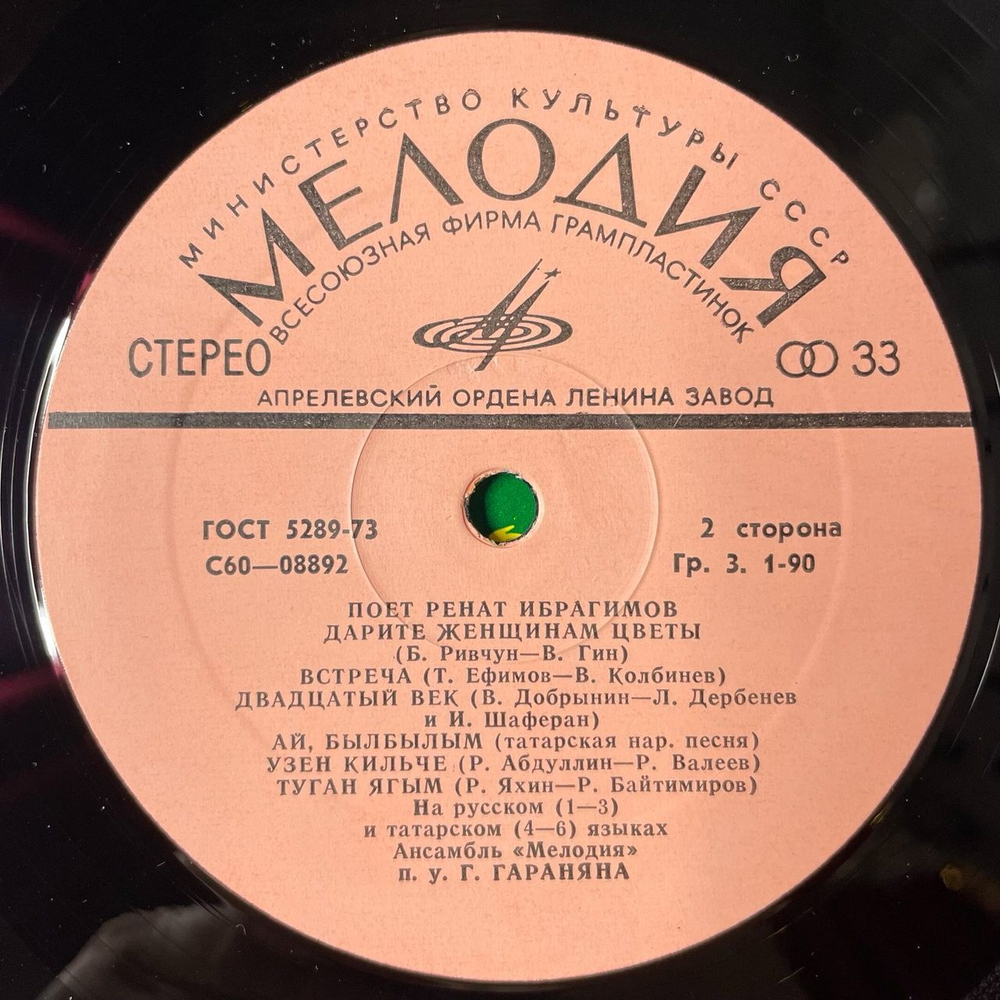 МИНИСТЕРСТВО КУЛЬТУРЫ СССР
МЕЛОДИЯ
ВСЕСОЮЗНАЯ ФИРМА ГРАМПЛАСТИНОК
СТЕРЕО
33
АПРЕЛЕВСКИЙ ОРДЕНА ЛЕНИНА ЗАВОД
ГОСТ 5289-73
2 сторона
С60—08892
Гр. 3. 1-90
ПОЕТ РЕНАТ ИБРАГИМОВ
ДАРИТЕ ЖЕНЩИНАМ ЦВЕТЫ
(Б. Ривчун—В. Гин)
ВСТРЕЧА (Т. Ефимов—В. Колбинев)
ДВАДЦАТЫЙ ВЕК (В. Добрынин—Л. Дербенев
и И. Шаферан)
АЙ, БЫЛБЫЛЫМ (татарская нар. песня)
УЗЕН КИЛЬЧЕ (Р. Абдуллин—Р. Валеев)
ТУГАН ЯГЫМ (Р. Яхин—Р. Байтимиров)
На русском (1—3)
и татарском (4—6) языках
Ансамбль «Мелодия»
п. у. Г. ГАРАНЯНА